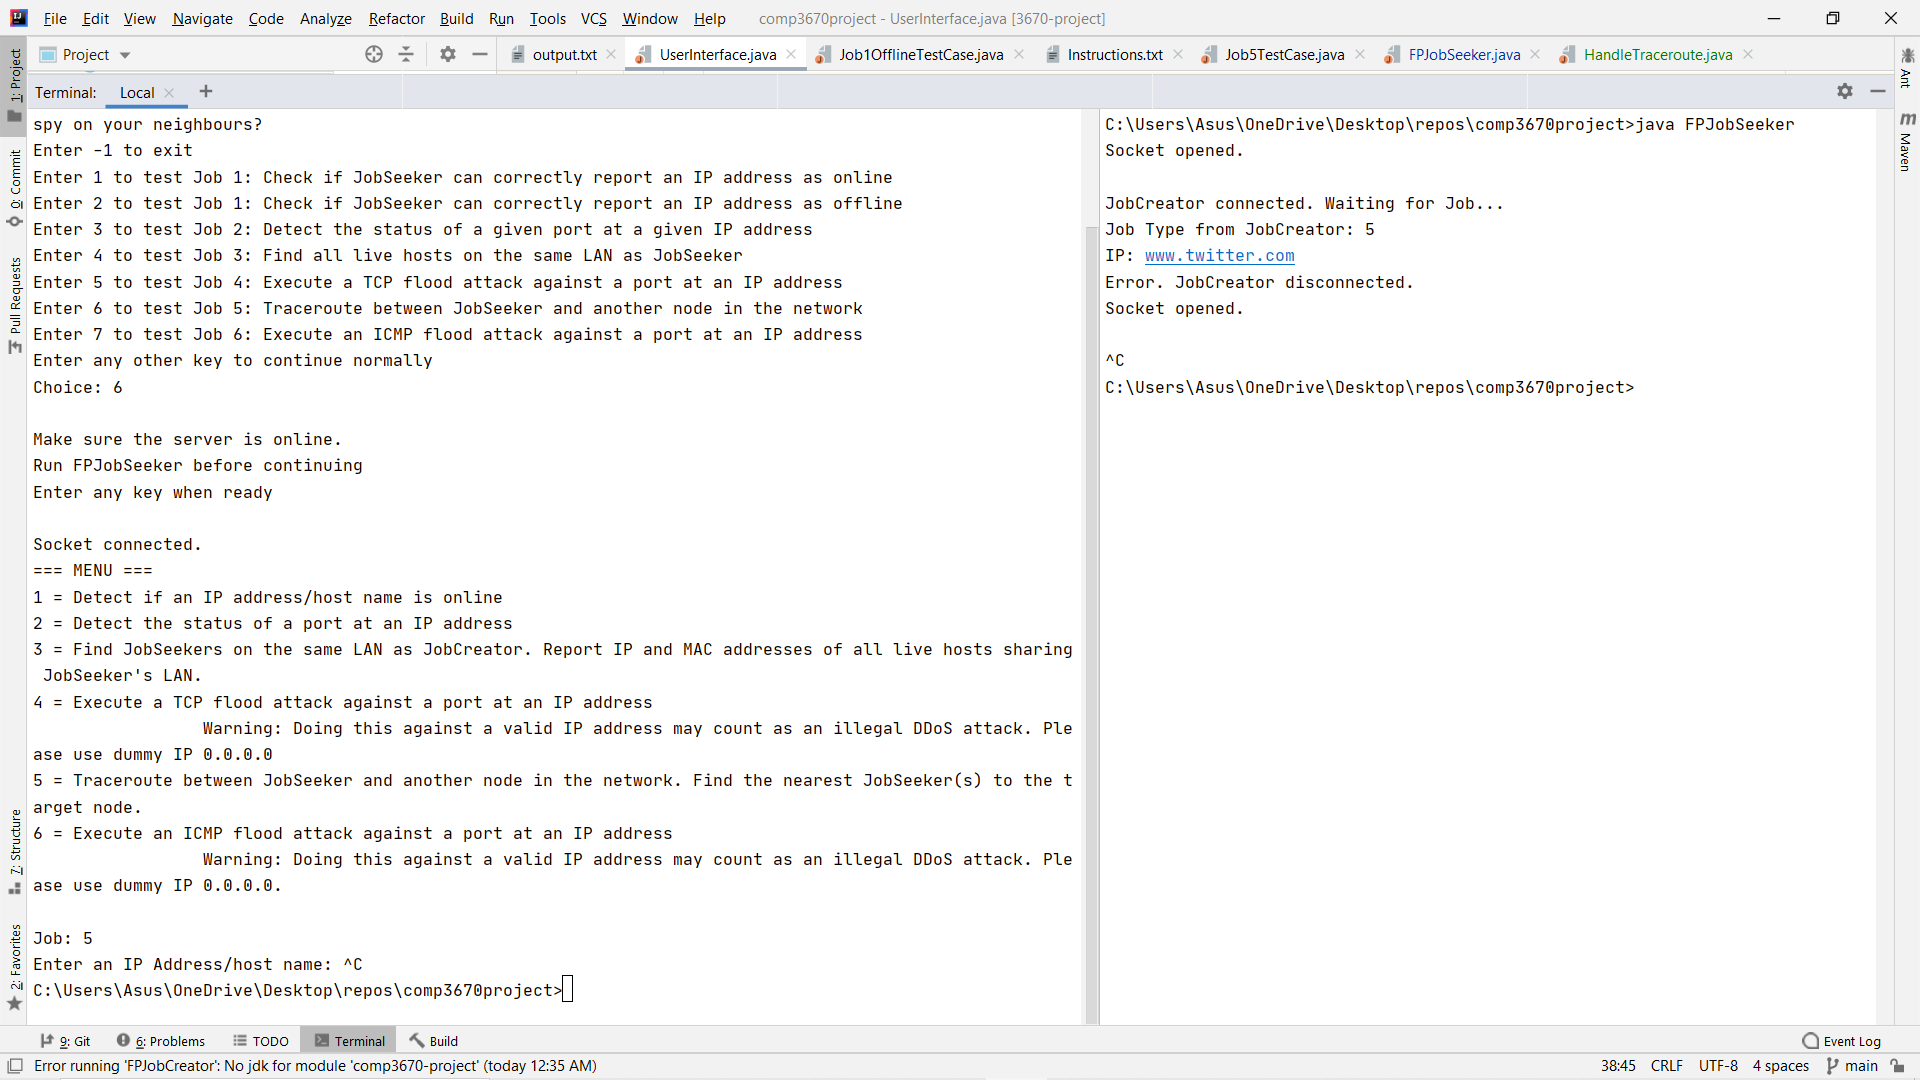 File Edit View Navigate Code Analyze Refactor Build Run Tools VCS Window Help comp3670project - UserInterface.java [3670-project]
Project output.txt UserInterface.java Job1OfflineTestCase.java Instructions.txt Job5TestCase.java FPJobSeeker.java HandleTraceroute.java
Terminal: Local +
1: Project
0: Commit
Pull Requests
7: Structure
2: Favorites
spy on your neighbours?
Enter -1 to exit
Enter 1 to test Job 1: Check if JobSeeker can correctly report an IP address as online
Enter 2 to test Job 1: Check if JobSeeker can correctly report an IP address as offline
Enter 3 to test Job 2: Detect the status of a given port at a given IP address
Enter 4 to test Job 3: Find all live hosts on the same LAN as JobSeeker
Enter 5 to test Job 4: Execute a TCP flood attack against a port at an IP address
Enter 6 to test Job 5: Traceroute between JobSeeker and another node in the network
Enter 7 to test Job 6: Execute an ICMP flood attack against a port at an IP address
Enter any other key to continue normally
Choice: 6
Make sure the server is online.
Run FPJobSeeker before continuing
Enter any key when ready
Socket connected.
=== MENU ===
1 = Detect if an IP address/host name is online
2 = Detect the status of a port at an IP address
3 = Find JobSeekers on the same LAN as JobCreator. Report IP and MAC addresses of all live hosts sharing
JobSeeker's LAN.
4 = Execute a TCP flood attack against a port at an IP address
Warning: Doing this against a valid IP address may count as an illegal DDoS attack. Ple
ase use dummy IP 0.0.0.0
5 = Traceroute between JobSeeker and another node in the network. Find the nearest JobSeeker(s) to the t
arget node.
6 = Execute an ICMP flood attack against a port at an IP address
Warning: Doing this against a valid IP address may count as an illegal DDoS attack. Ple
ase use dummy IP 0.0.0.0.
Job: 5
Enter an IP Address/host name: ^C
C:\Users\Asus\OneDrive\Desktop\repos\comp3670project>
C:\Users\Asus\OneDrive\Desktop\repos\comp3670project>java FPJobSeeker
Socket opened.
JobCreator connected. Waiting for Job...
Job Type from JobCreator: 5
IP: www.twitter.com
Error. JobCreator disconnected.
Socket opened.
^C
C:\Users\Asus\OneDrive\Desktop\repos\comp3670project>
Ant
m Maven
9: Git 6: Problems TODO Terminal Build Event Log
Error running 'FPJobCreator': No jdk for module 'comp3670-project' (today 12:35 AM) 38:45 CRLF UTF-8 4 spaces main